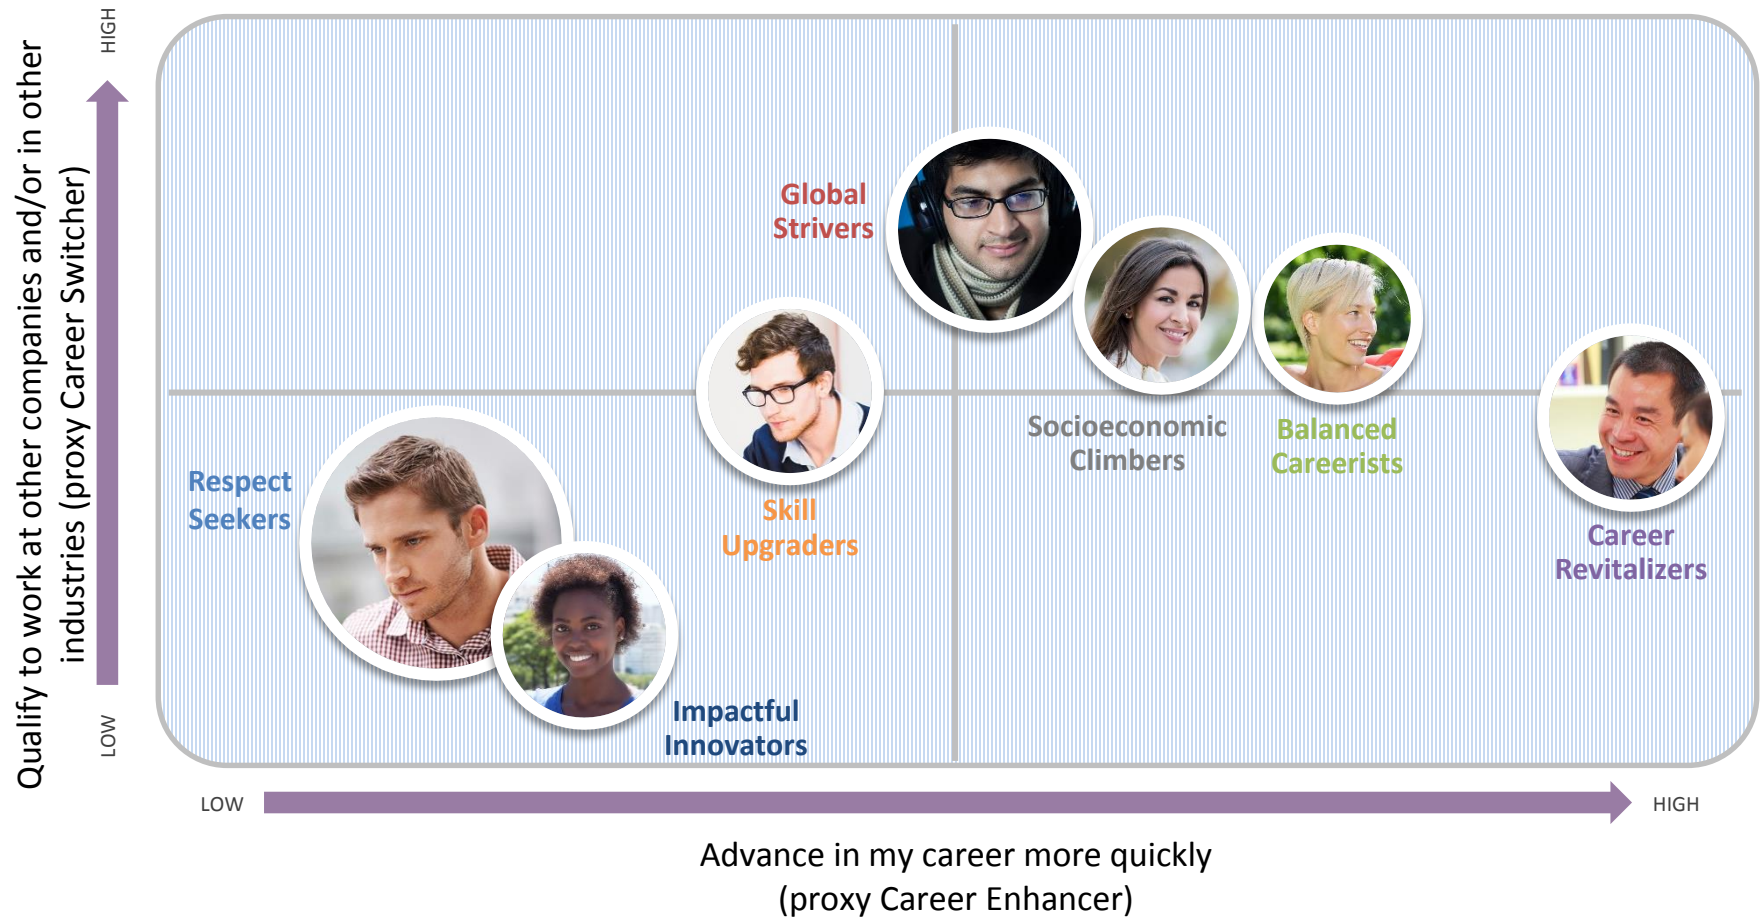 Qualify to work at other companies and/or in other
industries (proxy Career Switcher)
HIGH
LOW
Global
Strivers
Socioeconomic
Climbers
Balanced
Careerists
Respect
Seekers
Skill
Upgraders
Career
Revitalizers
Impactful
Innovators
LOW
HIGH
Advance in my career more quickly
(proxy Career Enhancer)